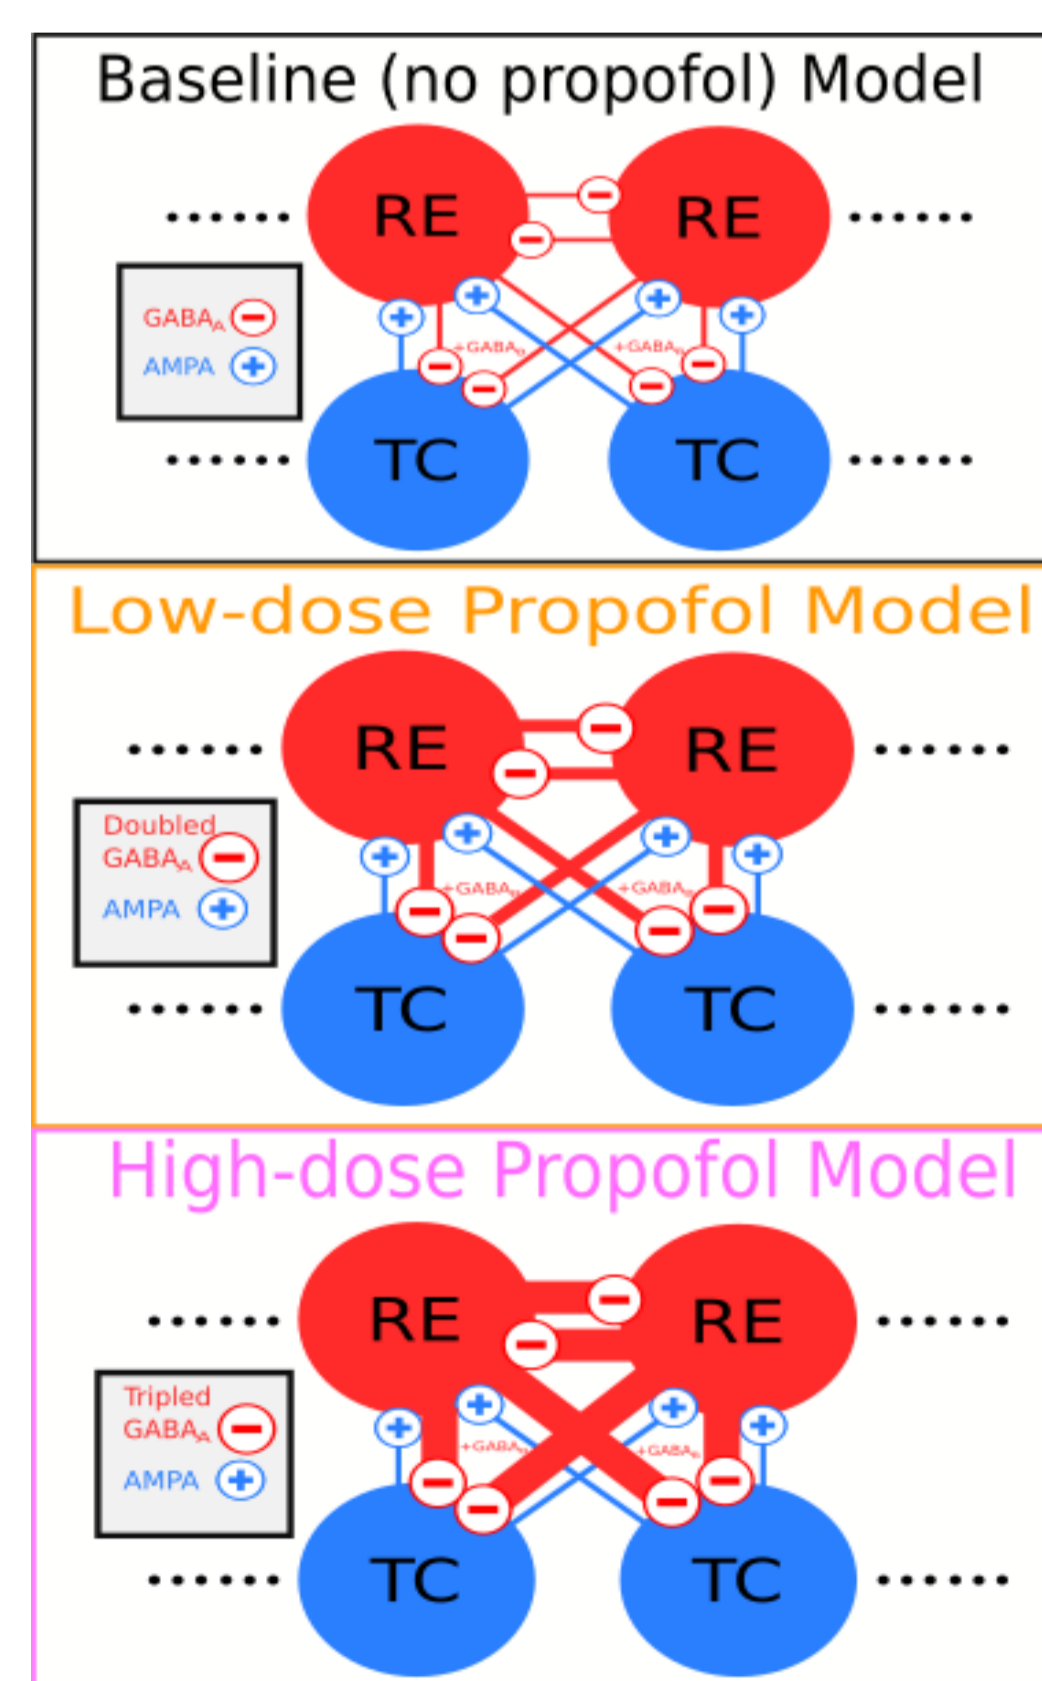 Baseline (no propofol) Model
RE RE
GABAA
AMPA
+GABAB +GABAB
TC TC
Low-dose Propofol Model
RE RE
Doubled
GABAA
AMPA
+GABAB +GABAB
TC TC
High-dose Propofol Model
RE RE
Tripled
GABAA
AMPA
+GABAB +GABAB
TC TC